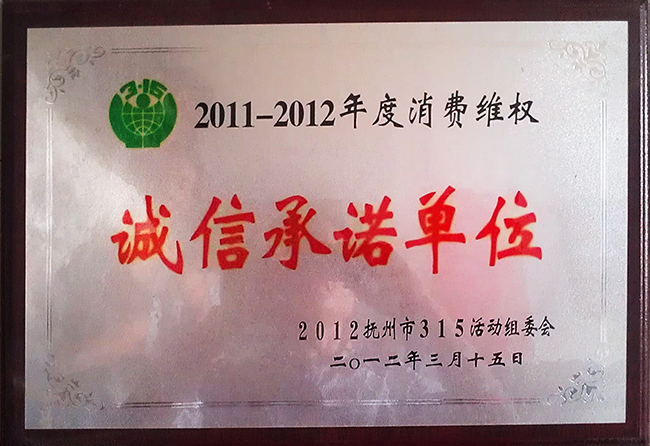 3·15
2011-2012年度消费维权
诚信承诺单位
2012抚州市315活动组委会
二〇一二年三月十五日